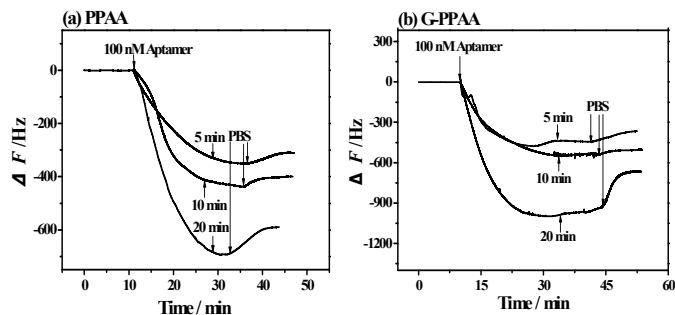 (a) PPAA
100 nM Aptamer
0
-200
-400
-600
Δ F/Hz
5 min
PBS
10 min
20 min
0 10 20 30 40 50
Time / min
(b) G-PPAA
100 nM Aptamer
300
0
-300
-600
-900
-1200
Δ F/Hz
5 min
PBS
10 min
20 min
0 15 30 45 60
Time / min